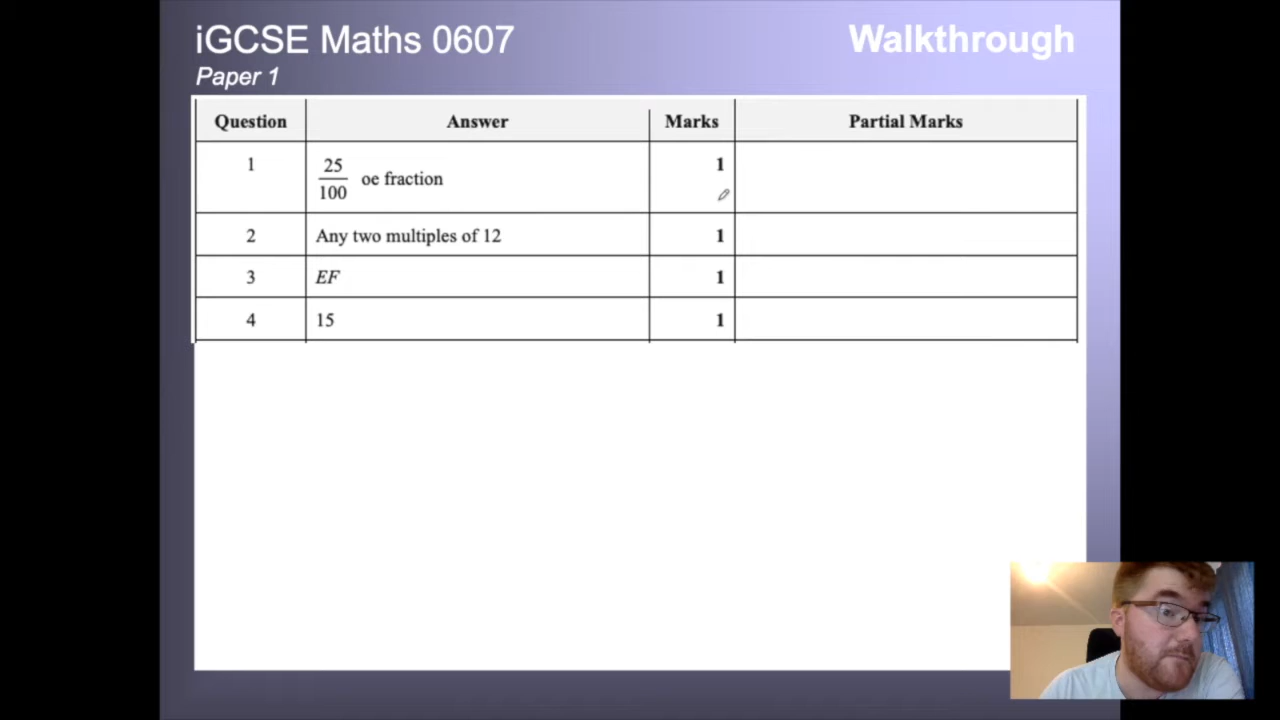 iGCSE Maths 0607
Walkthrough
Paper 1
Question Answer Marks Partial Marks
1 25/100 oe fraction 1
2 Any two multiples of 12 1
3 EF 1
4 15 1